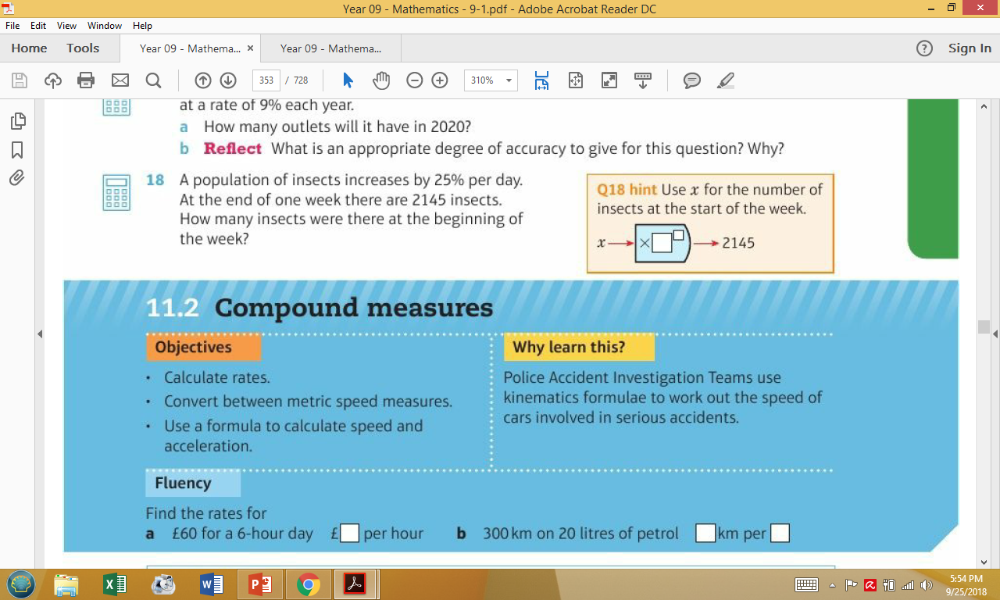 Year 09 - Mathematics - 9-1.pdf - Adobe Acrobat Reader DC
File Edit View Window Help
Home Tools Year 09 - Mathema... × Year 09 - Mathema... ? Sign In
353 / 728 310%
at a rate of 9% each year.
a How many outlets will it have in 2020?
b Reflect What is an appropriate degree of accuracy to give for this question? Why?
18 A population of insects increases by 25% per day.
At the end of one week there are 2145 insects.
How many insects were there at the beginning of
the week?
Q18 hint Use x for the number of
insects at the start of the week.
x → × □□ → 2145
11.2 Compound measures
Objectives
• Calculate rates.
• Convert between metric speed measures.
• Use a formula to calculate speed and
acceleration.
Why learn this?
Police Accident Investigation Teams use
kinematics formulae to work out the speed of
cars involved in serious accidents.
Fluency
Find the rates for
a £60 for a 6-hour day £□ per hour b 300 km on 20 litres of petrol □ km per □
5:54 PM
9/25/2018